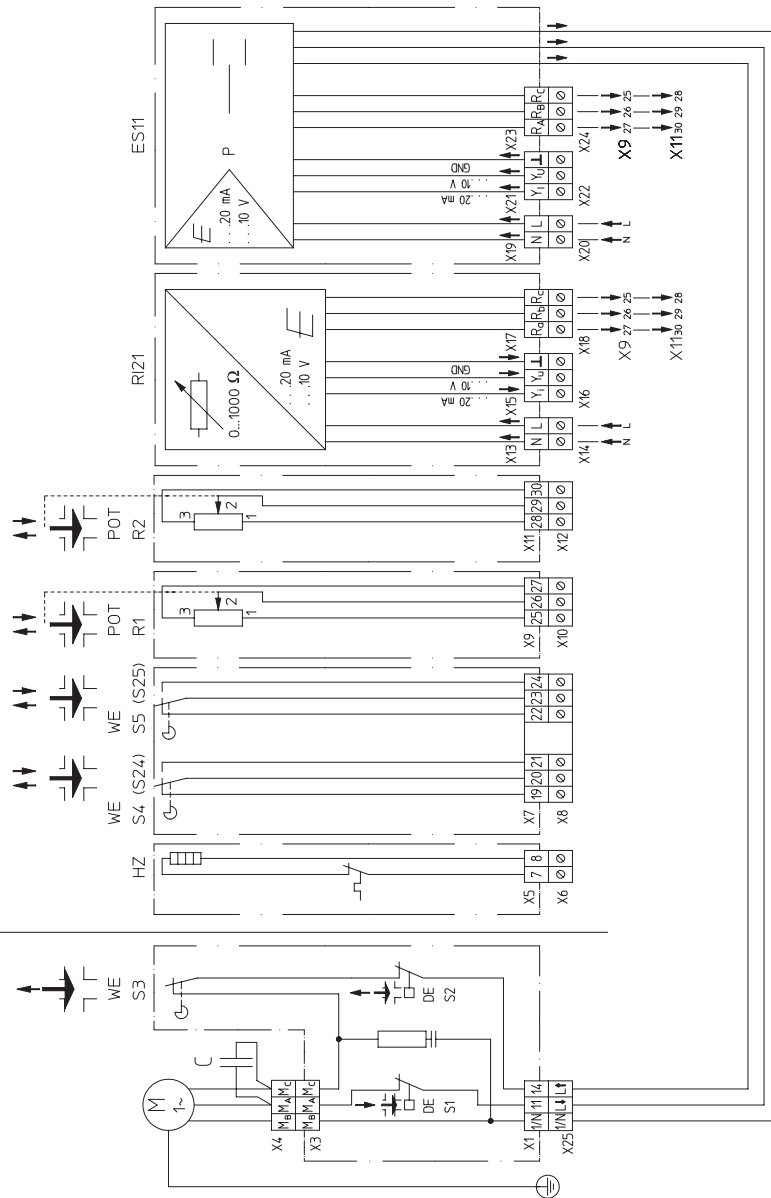 M
1~
C
X4
MB MA MC
X3
MB MA MC
WE
S3
DE
S1
DE
S2
X1
1/N 11 14
X25
1/N L↓ L↑
HZ
X5
7 8
X6
WE
S4 (S24)
WE
S5 (S25)
X7
19 20 21
22 23 24
X8
POT
R1
3
2
1
X9
25 26 27
X10
POT
R2
3
2
1
X11
28 29 30
X12
RI21
0...1000 Ω
...20 mA
...10 V
E
...20 mA
...10 V
GND
X13
N L
X15
Yi Yu ⊥
X17
Ra Rb Rc
X14
X16
X18
N L
X9
27 26 25
X11
30 29 28
ES11
E
...20 mA
...10 V
P
...20 mA
...10 V
GND
X19
N L
X21
Yi Yu ⊥
X23
RA RB RC
X20
X22
X24
N L
X9
27 26 25
X11
30 29 28